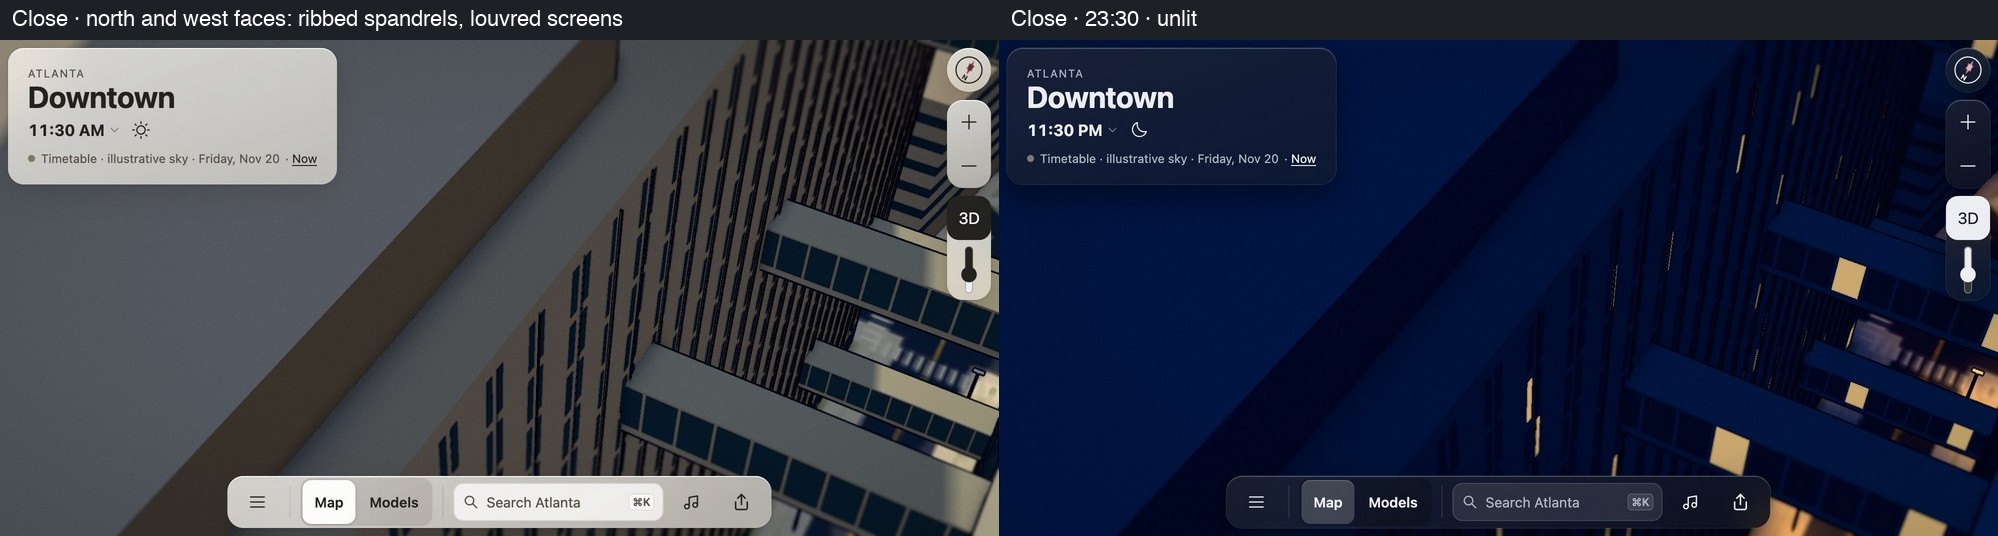 Close · north and west faces: ribbed spandrels, louvred screens
ATLANTA
Downtown
11:30 AM
Timetable · illustrative sky · Friday, Nov 20 · Now
N
3D
Map Models Search Atlanta ⌘K
Close · 23:30 · unlit
ATLANTA
Downtown
11:30 PM
Timetable · illustrative sky · Friday, Nov 20 · Now
N
3D
Map Models Search Atlanta ⌘K